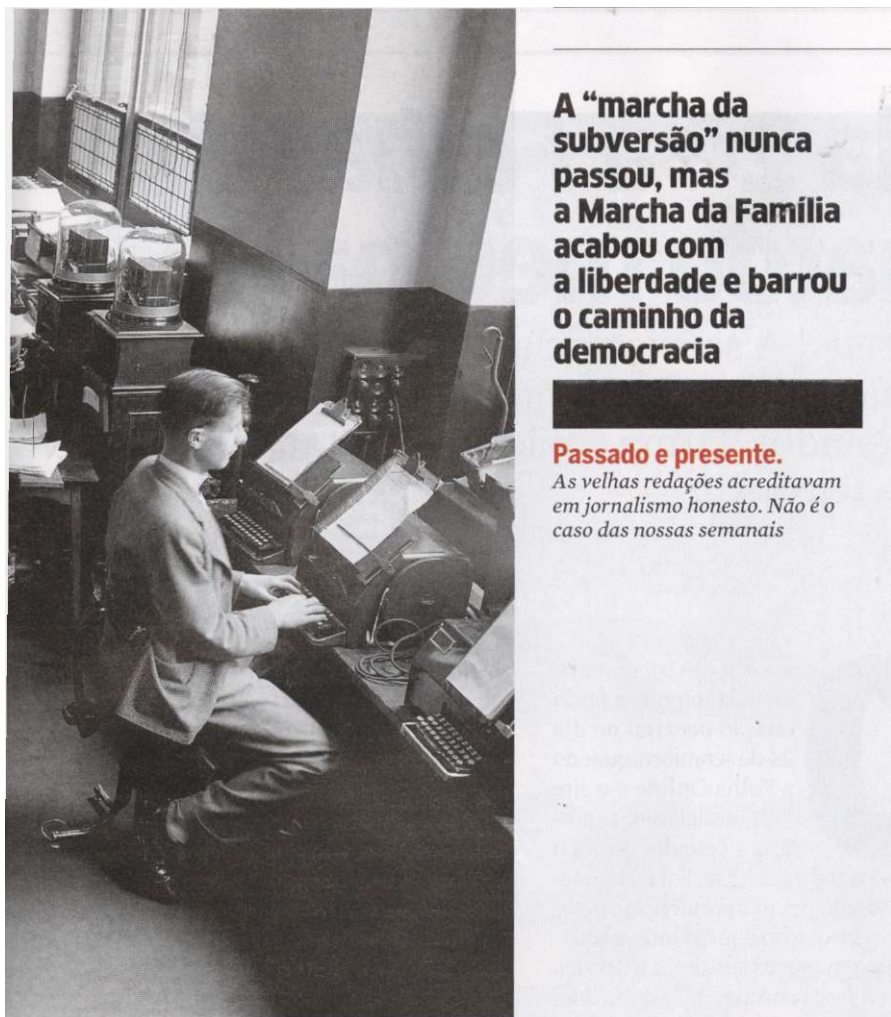 A “marcha da
subversão” nunca
passou, mas
a Marcha da Família
acabou com
a liberdade e barrou
o caminho da
democracia
Passado e presente.
As velhas redações acreditavam
em jornalismo honesto. Não é o
caso das nossas semanais